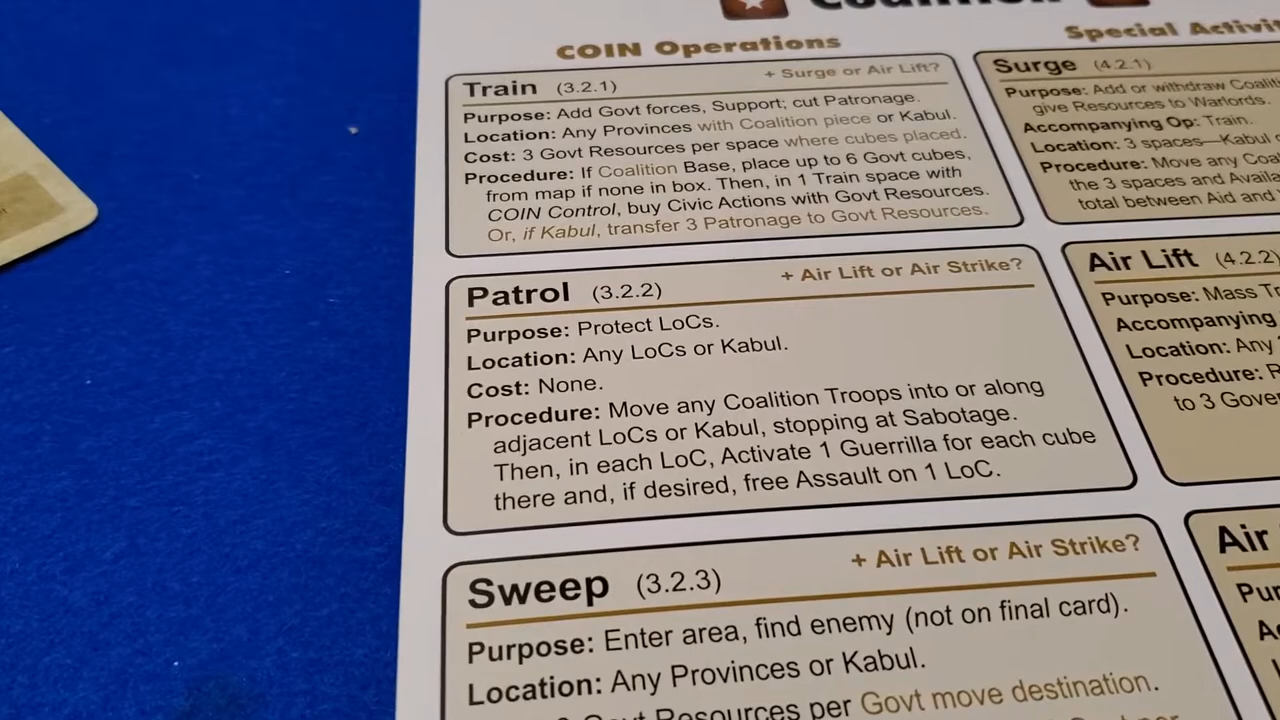 Coalition
COIN Operations
Train (3.2.1) + Surge or Air Lift?
Purpose: Add Govt forces, Support; cut Patronage.
Location: Any Provinces with Coalition piece or Kabul.
Cost: 3 Govt Resources per space where cubes placed.
Procedure: If Coalition Base, place up to 6 Govt cubes,
from map if none in box. Then, in 1 Train space with
COIN Control, buy Civic Actions with Govt Resources.
Or, if Kabul, transfer 3 Patronage to Govt Resources.
Patrol (3.2.2) + Air Lift or Air Strike?
Purpose: Protect LoCs.
Location: Any LoCs or Kabul.
Cost: None.
Procedure: Move any Coalition Troops into or along
adjacent LoCs or Kabul, stopping at Sabotage.
Then, in each LoC, Activate 1 Guerrilla for each cube
there and, if desired, free Assault on 1 LoC.
Sweep (3.2.3) + Air Lift or Air Strike?
Purpose: Enter area, find enemy (not on final card).
Location: Any Provinces or Kabul.
Resources per Govt move destination.
Special
Surge (4.2.1)
Purpose: Add or withdraw
give Resources to Warlords.
Accompanying Op: Train.
Location: 3 spaces—Kabul
Procedure: Move any
the 3 spaces and
total between Aid and
Air Lift (4.2.2)
Purpose: Mass
Accompanying
Location: Any
Procedure:
to 3
Air